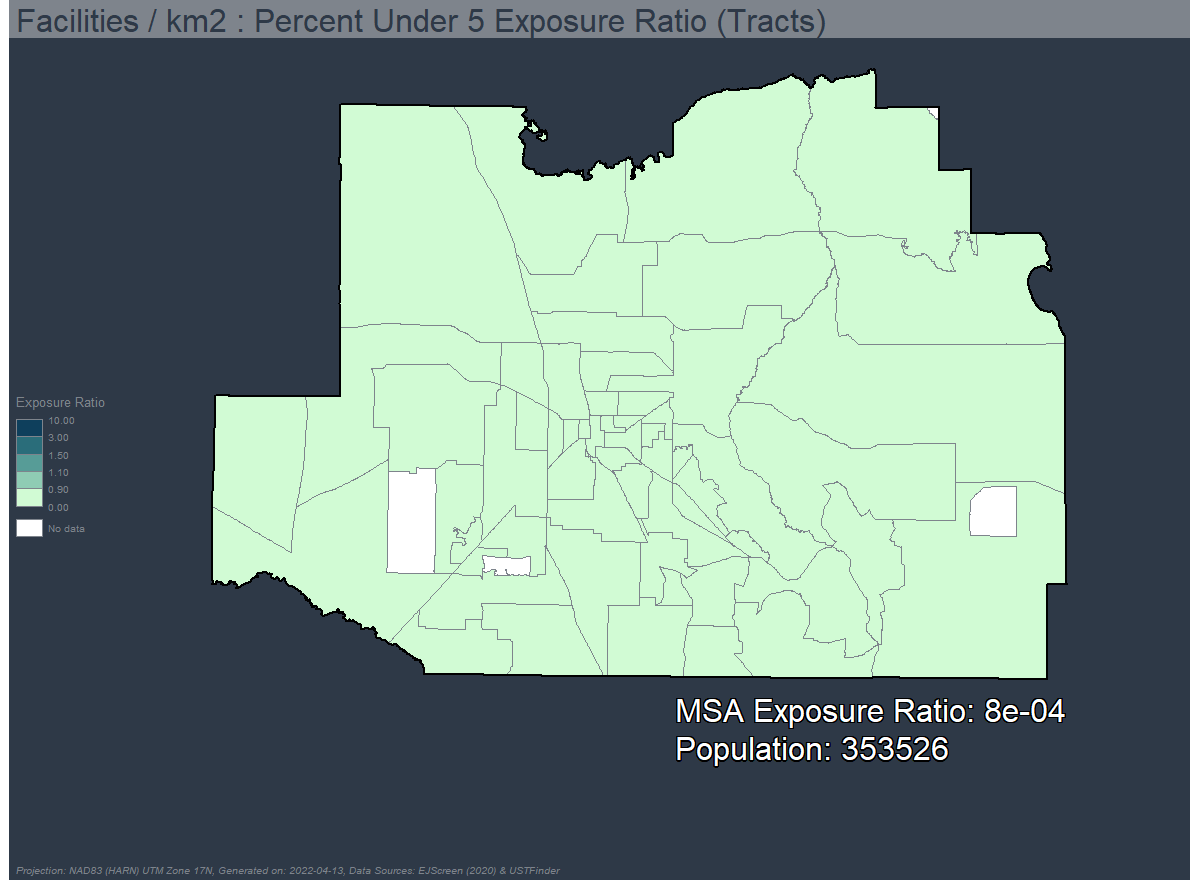 Facilities / km2 : Percent Under 5 Exposure Ratio (Tracts)
Exposure Ratio
10.00
3.00
1.50
1.10
0.90
0.00
No data
MSA Exposure Ratio: 8e-04
Population: 353526
Projection: NAD83 (HARN) UTM Zone 17N, Generated on: 2022-04-13, Data Sources: EJScreen (2020) & USTFinder